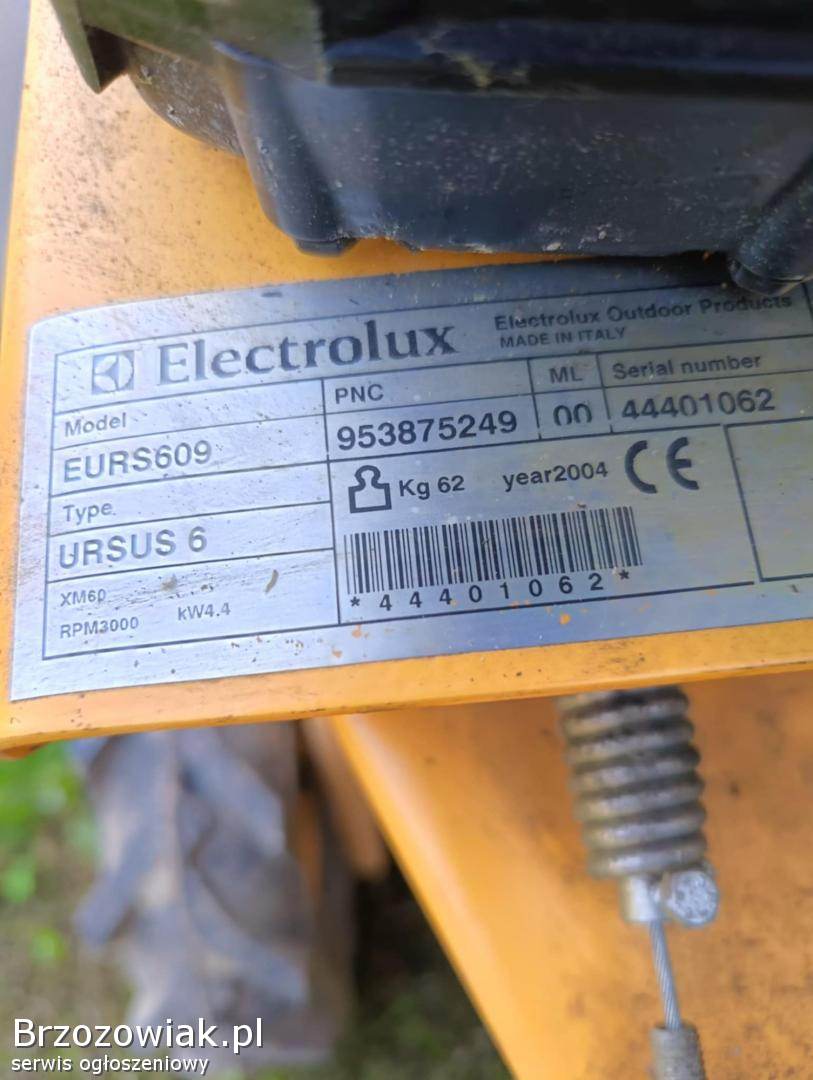 Electrolux
Electrolux Outdoor Products
MADE IN ITALY
Model
EURS609
PNC
953875249
ML
00
Serial number
44401062
Type
URSUS 6
Kg 62
year2004
CE
XM60
RPM3000
kW4.4
*44401062*
Brzozowiak.pl
serwis ogłoszeniowy